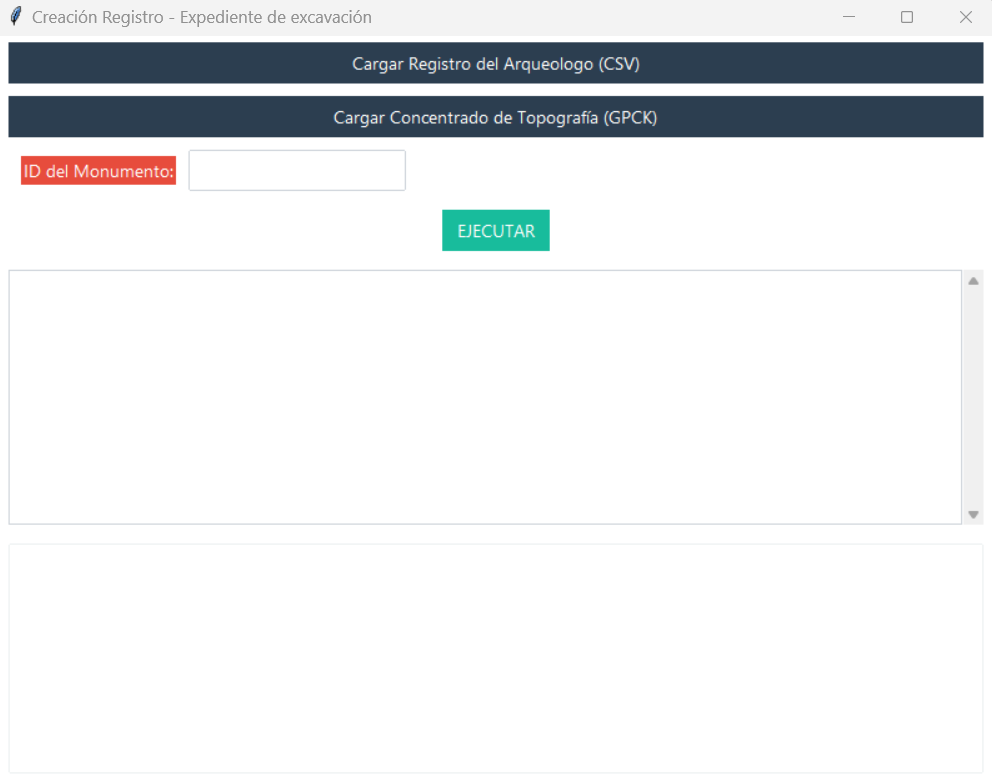 Creación Registro - Expediente de excavación
Cargar Registro del Arqueologo (CSV)
Cargar Concentrado de Topografía (GPCK)
ID del Monumento:
EJECUTAR